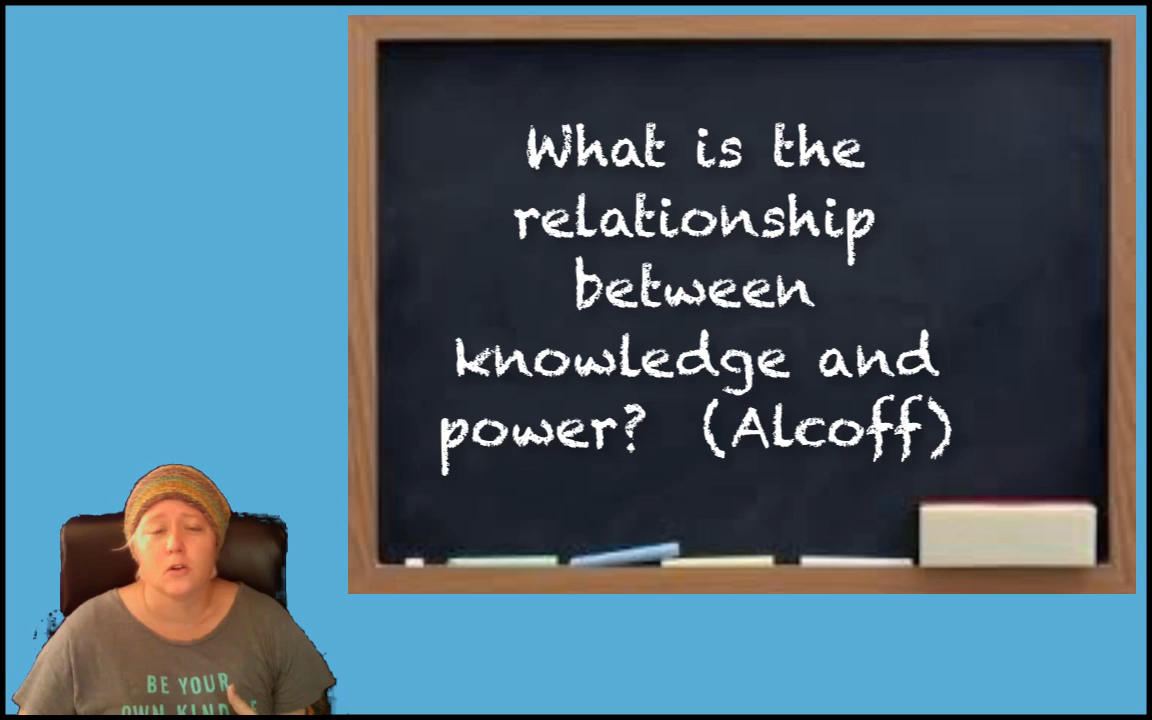 What is the
relationship
between
knowledge and
power? (Alcoff)
BE YOUR
OWN KIND